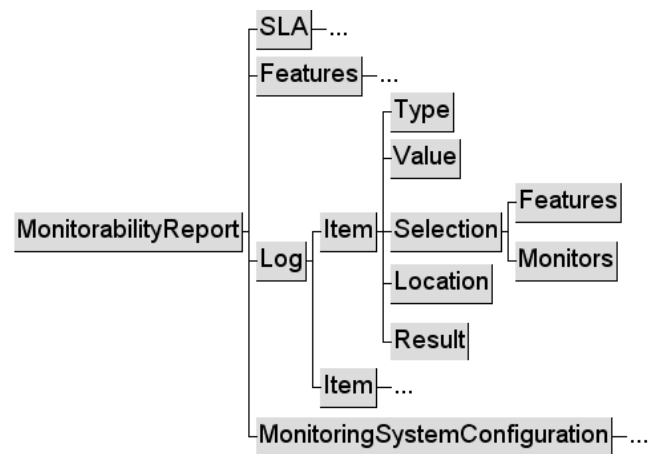 SLA ...
Features ...
Type
Value
MonitorabilityReport
Log
Item
Selection
Features
Monitors
Location
Result
Item ...
MonitoringSystemConfiguration ...